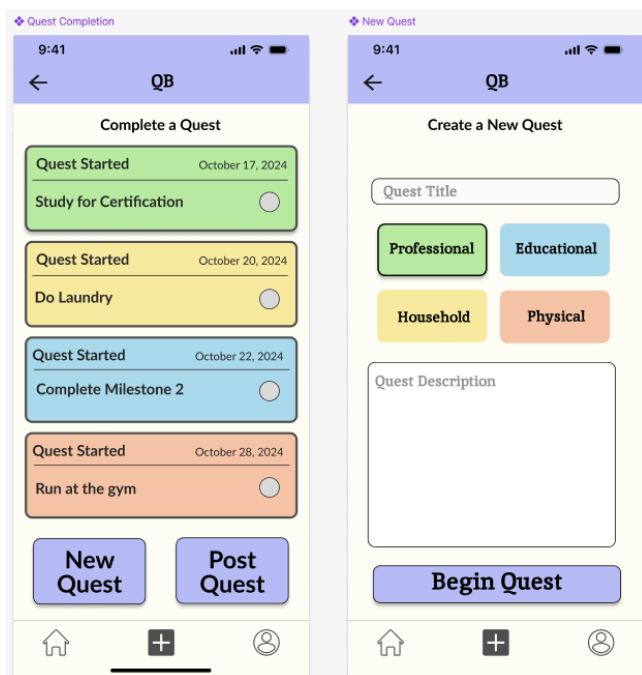 Quest Completion
9:41
QB
Complete a Quest
Quest Started October 17, 2024
Study for Certification
Quest Started October 20, 2024
Do Laundry
Quest Started October 22, 2024
Complete Milestone 2
Quest Started October 28, 2024
Run at the gym
New Quest
Post Quest
New Quest
9:41
QB
Create a New Quest
Quest Title
Professional Educational
Household Physical
Quest Description
Begin Quest